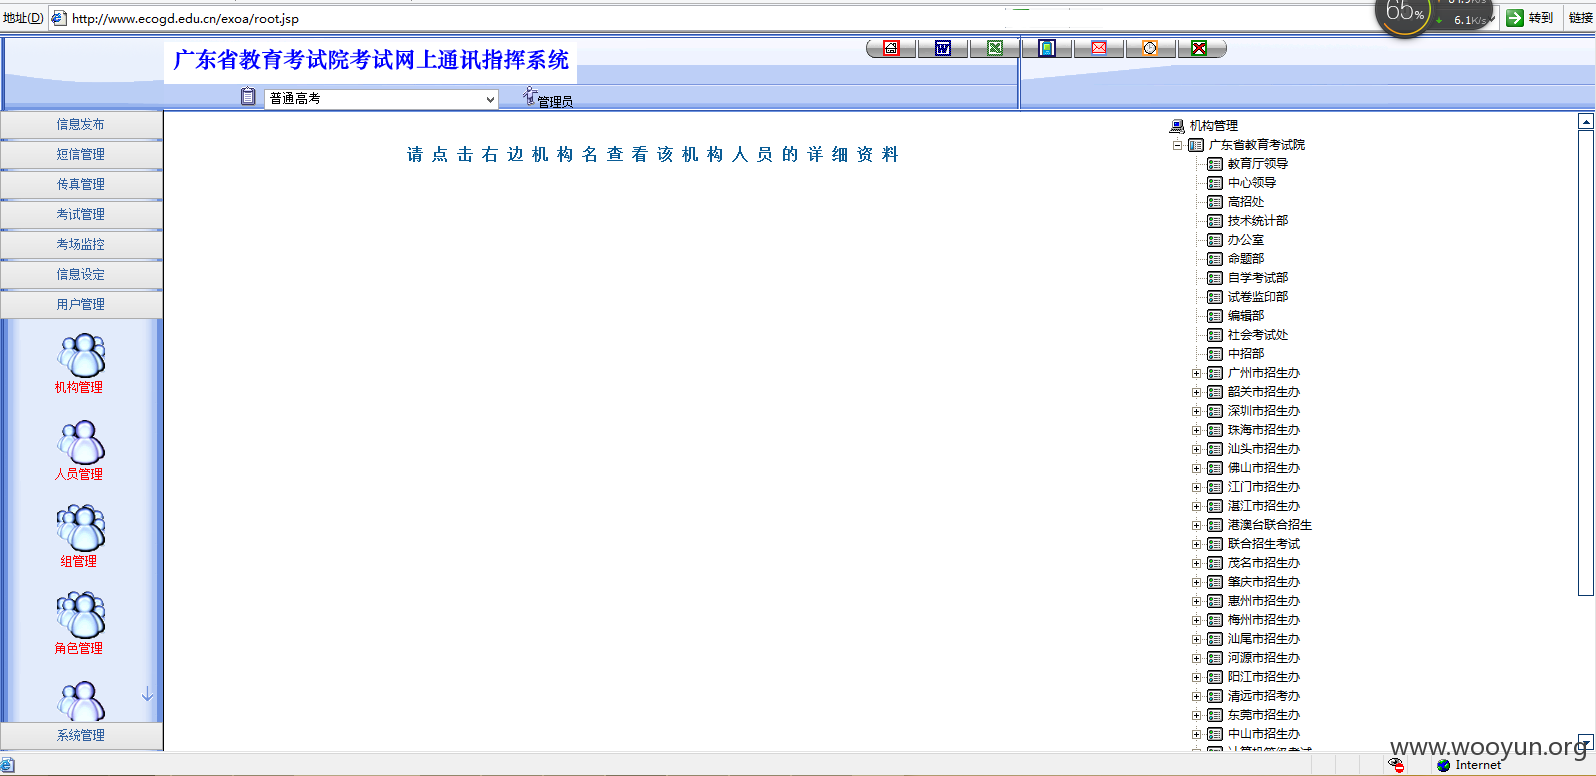 地址(D) http://www.ecogd.edu.cn/exoa/root.jsp
65%
6.1K/s
转到
链接
广东省教育考试院考试网上通讯指挥系统
普通高考
管理员
信息发布
短信管理
传真管理
考试管理
考场监控
信息设定
用户管理
机构管理
人员管理
组管理
角色管理
系统管理
请点击右边机构名查看该机构人员的详细资料
机构管理
广东省教育考试院
教育厅领导
中心领导
高招处
技术统计部
办公室
命题部
自学考试部
试卷监印部
编辑部
社会考试处
中招部
广州市招生办
韶关市招生办
深圳市招生办
珠海市招生办
汕头市招生办
佛山市招生办
江门市招生办
湛江市招生办
港澳台联合招生
联合招生考试
茂名市招生办
肇庆市招生办
惠州市招生办
梅州市招生办
汕尾市招生办
河源市招生办
阳江市招生办
清远市招考办
东莞市招生办
中山市招生办
www.wooyun.org
Internet